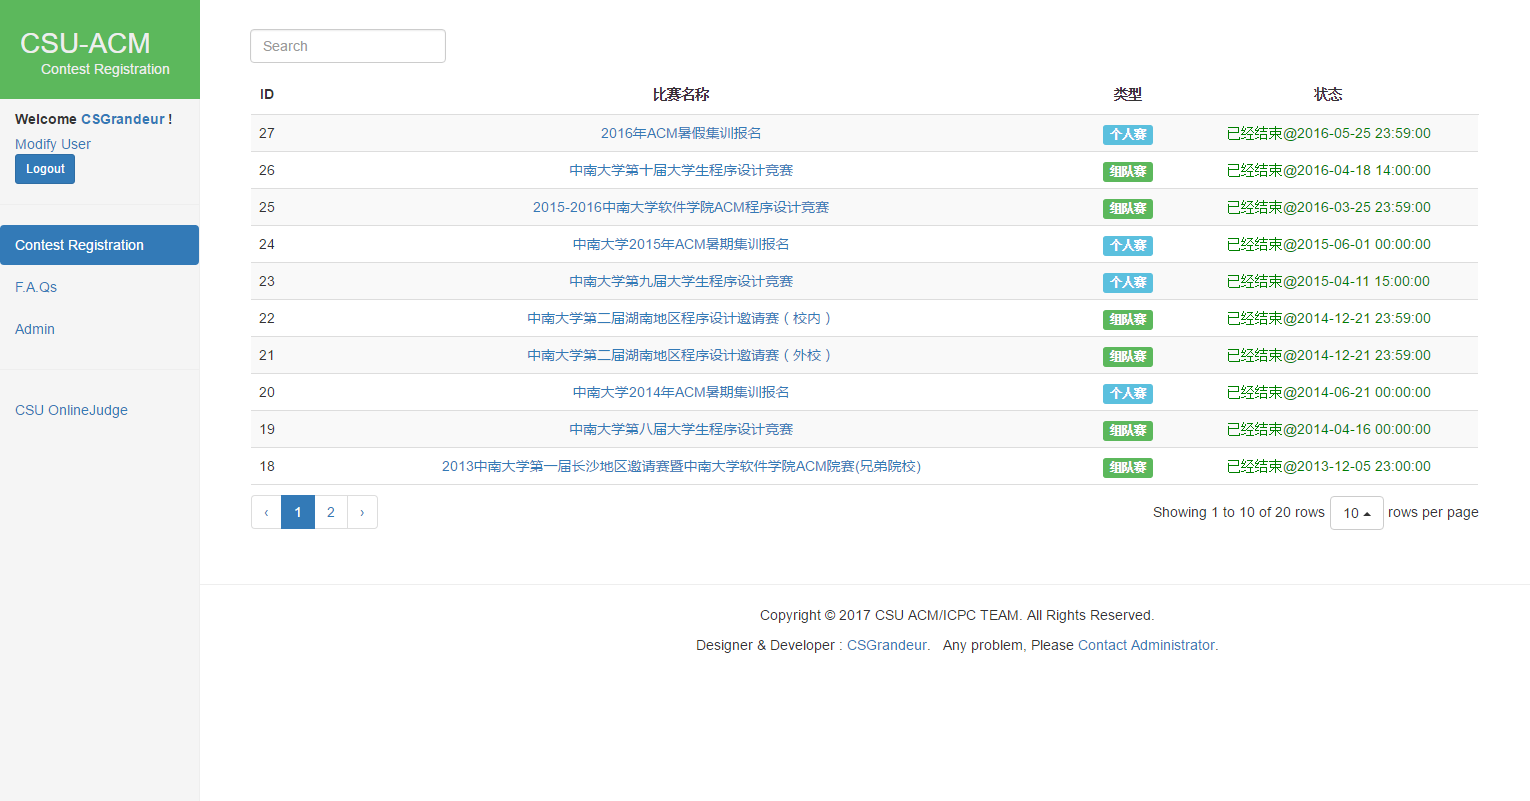 CSU-ACM
Contest Registration
Welcome CSGrandeur !
Modify User
Logout
Contest Registration
F.A.Qs
Admin
CSU OnlineJudge
Search
ID 比赛名称 类型 状态
27 2016年ACM暑假集训报名 个人赛 已经结束@2016-05-25 23:59:00
26 中南大学第十届大学生程序设计竞赛 组队赛 已经结束@2016-04-18 14:00:00
25 2015-2016中南大学软件学院ACM程序设计竞赛 组队赛 已经结束@2016-03-25 23:59:00
24 中南大学2015年ACM暑期集训报名 个人赛 已经结束@2015-06-01 00:00:00
23 中南大学第九届大学生程序设计竞赛 个人赛 已经结束@2015-04-11 15:00:00
22 中南大学第二届湖南地区程序设计邀请赛（校内） 组队赛 已经结束@2014-12-21 23:59:00
21 中南大学第二届湖南地区程序设计邀请赛（外校） 组队赛 已经结束@2014-12-21 23:59:00
20 中南大学2014年ACM暑期集训报名 个人赛 已经结束@2014-06-21 00:00:00
19 中南大学第八届大学生程序设计竞赛 组队赛 已经结束@2014-04-16 00:00:00
18 2013中南大学第一届长沙地区邀请赛暨中南大学软件学院ACM院赛(兄弟院校) 组队赛 已经结束@2013-12-05 23:00:00
‹ 1 2 › Showing 1 to 10 of 20 rows 10 rows per page
Copyright © 2017 CSU ACM/ICPC TEAM. All Rights Reserved.
Designer & Developer : CSGrandeur. Any problem, Please Contact Administrator.